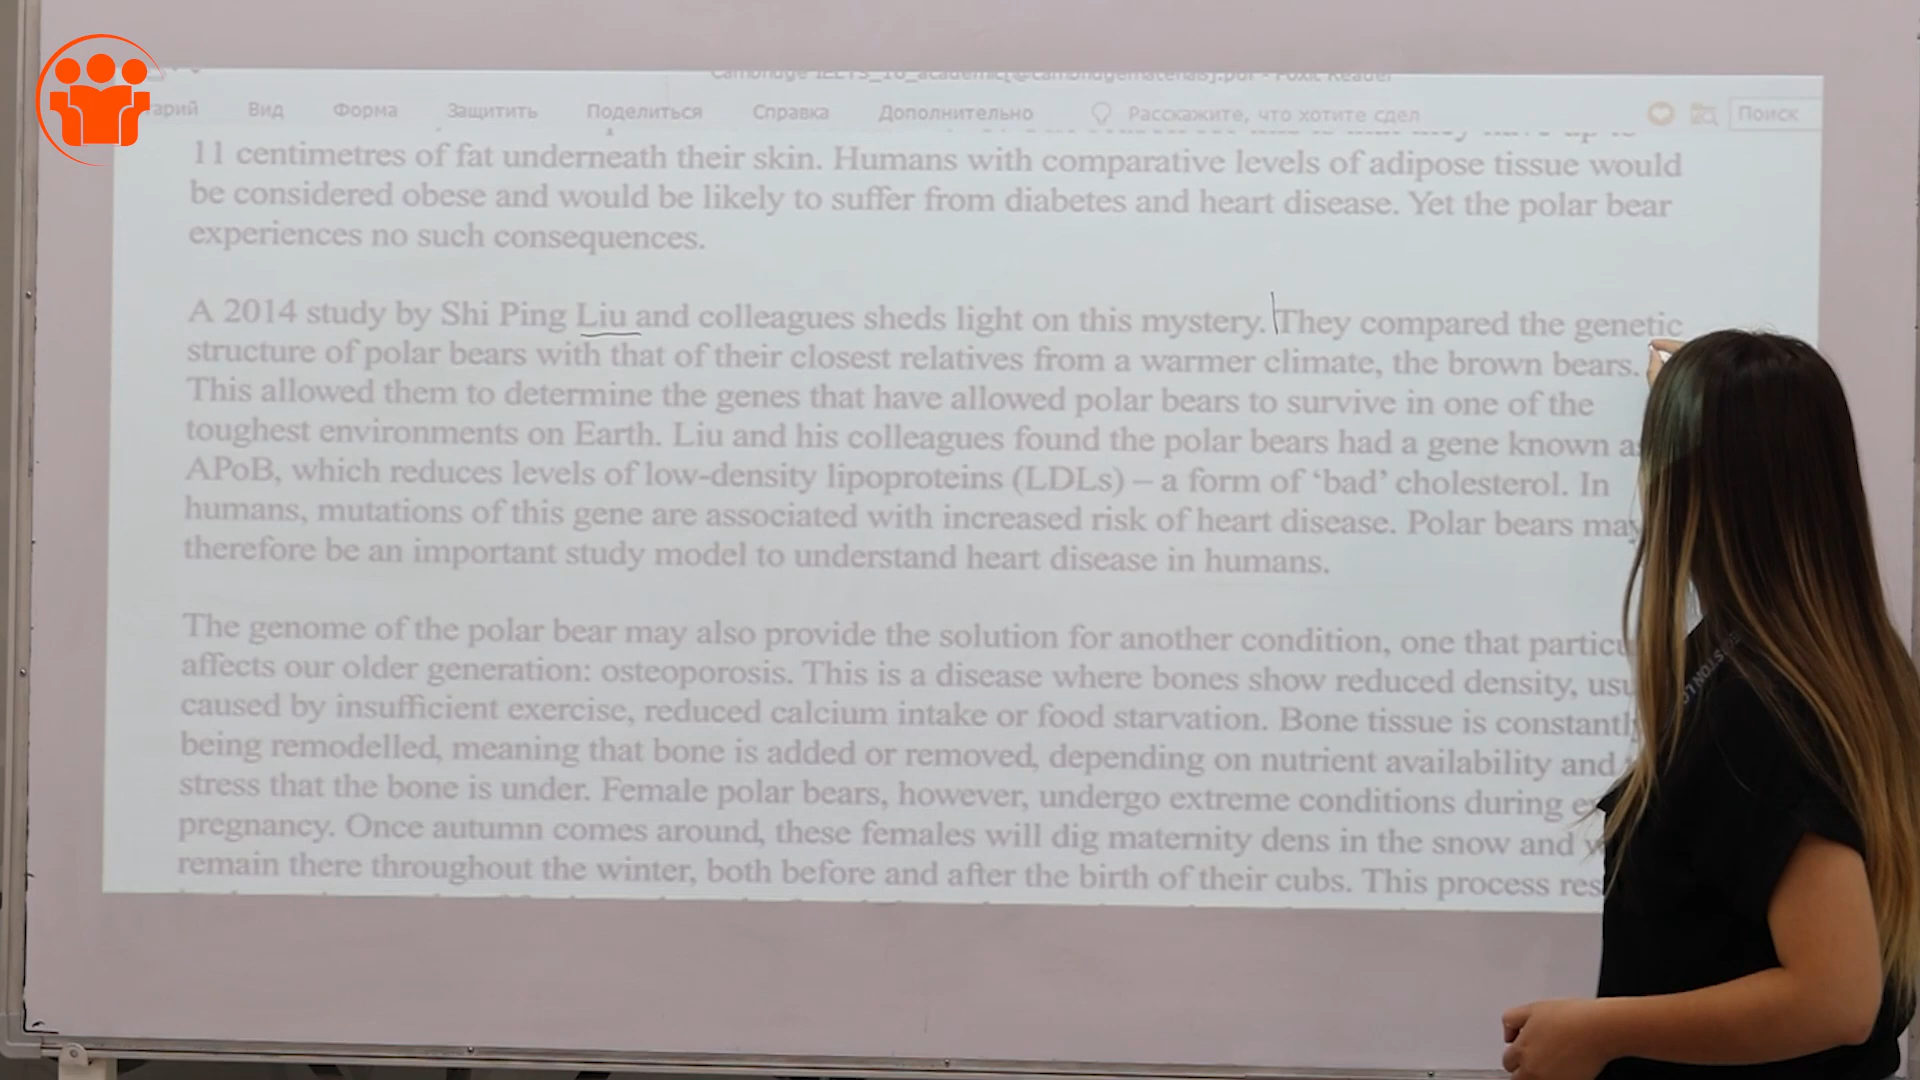 Cambridge IELTS_16_academic[@cambridgematerials].pdf - Foxit Reader
Вид Форма Защитить Поделиться Справка Дополнительно Расскажите, что хотите сдел Поиск
11 centimetres of fat underneath their skin. Humans with comparative levels of adipose tissue would
be considered obese and would be likely to suffer from diabetes and heart disease. Yet the polar bear
experiences no such consequences.
A 2014 study by Shi Ping Liu and colleagues sheds light on this mystery. They compared the genetic
structure of polar bears with that of their closest relatives from a warmer climate, the brown bears.
This allowed them to determine the genes that have allowed polar bears to survive in one of the
toughest environments on Earth. Liu and his colleagues found the polar bears had a gene known as
APoB, which reduces levels of low-density lipoproteins (LDLs) – a form of ‘bad’ cholesterol. In
humans, mutations of this gene are associated with increased risk of heart disease. Polar bears may
therefore be an important study model to understand heart disease in humans.
The genome of the polar bear may also provide the solution for another condition, one that particu
affects our older generation: osteoporosis. This is a disease where bones show reduced density, usu
caused by insufficient exercise, reduced calcium intake or food starvation. Bone tissue is constantl
being remodelled, meaning that bone is added or removed, depending on nutrient availability and
stress that the bone is under. Female polar bears, however, undergo extreme conditions during e
pregnancy. Once autumn comes around, these females will dig maternity dens in the snow and w
remain there throughout the winter, both before and after the birth of their cubs. This process res